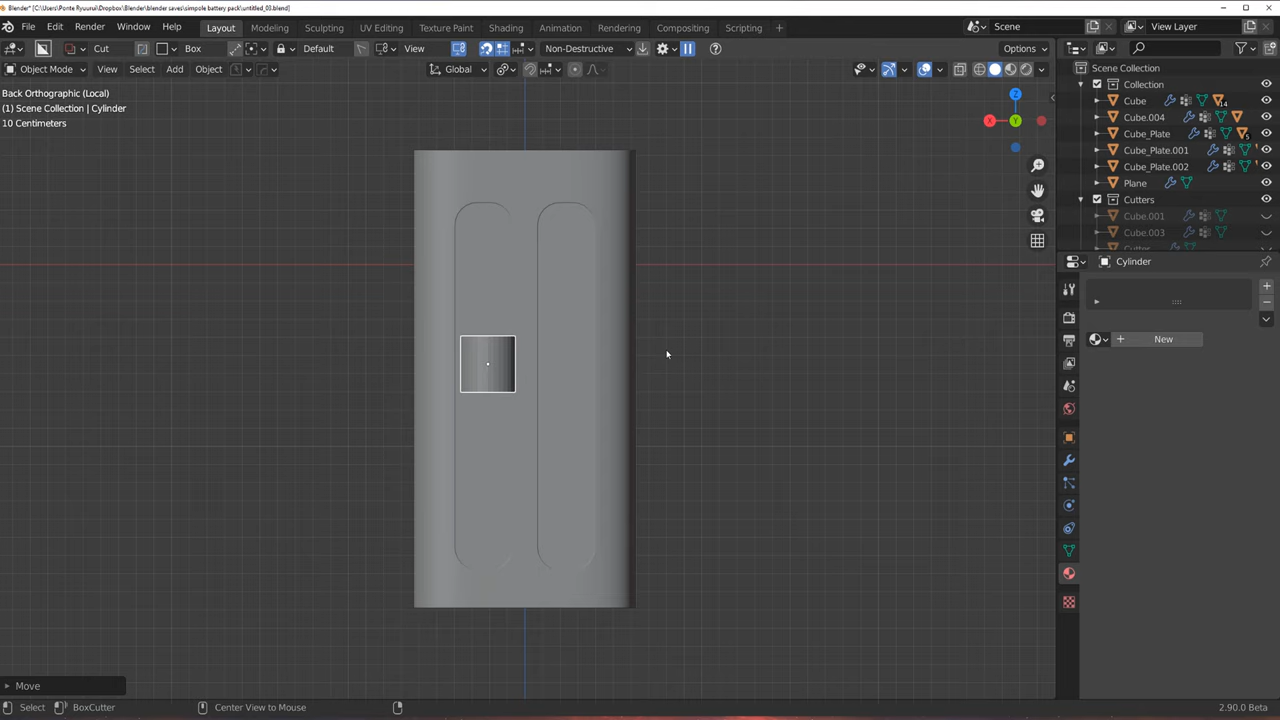 Blender* [C:\Users\Ponte Ryuurui\Dropbox\Blender\blender saves\simpole battery pack\untitled_03.blend]
File Edit Render Window Help Layout Modeling Sculpting UV Editing Texture Paint Shading Animation Rendering Compositing Scripting + Scene View Layer
Cut Box Default View Non-Destructive Options
Object Mode View Select Add Object Global
Back Orthographic (Local)
(1) Scene Collection | Cylinder
10 Centimeters
Z
X
Y
Scene Collection
Collection
Cube 14
Cube.004
Cube_Plate 5
Cube_Plate.001
Cube_Plate.002
Plane
Cutters
Cube.001
Cube.003
Cutter
Cylinder
+ New
Move
Select BoxCutter Center View to Mouse 2.90.0 Beta